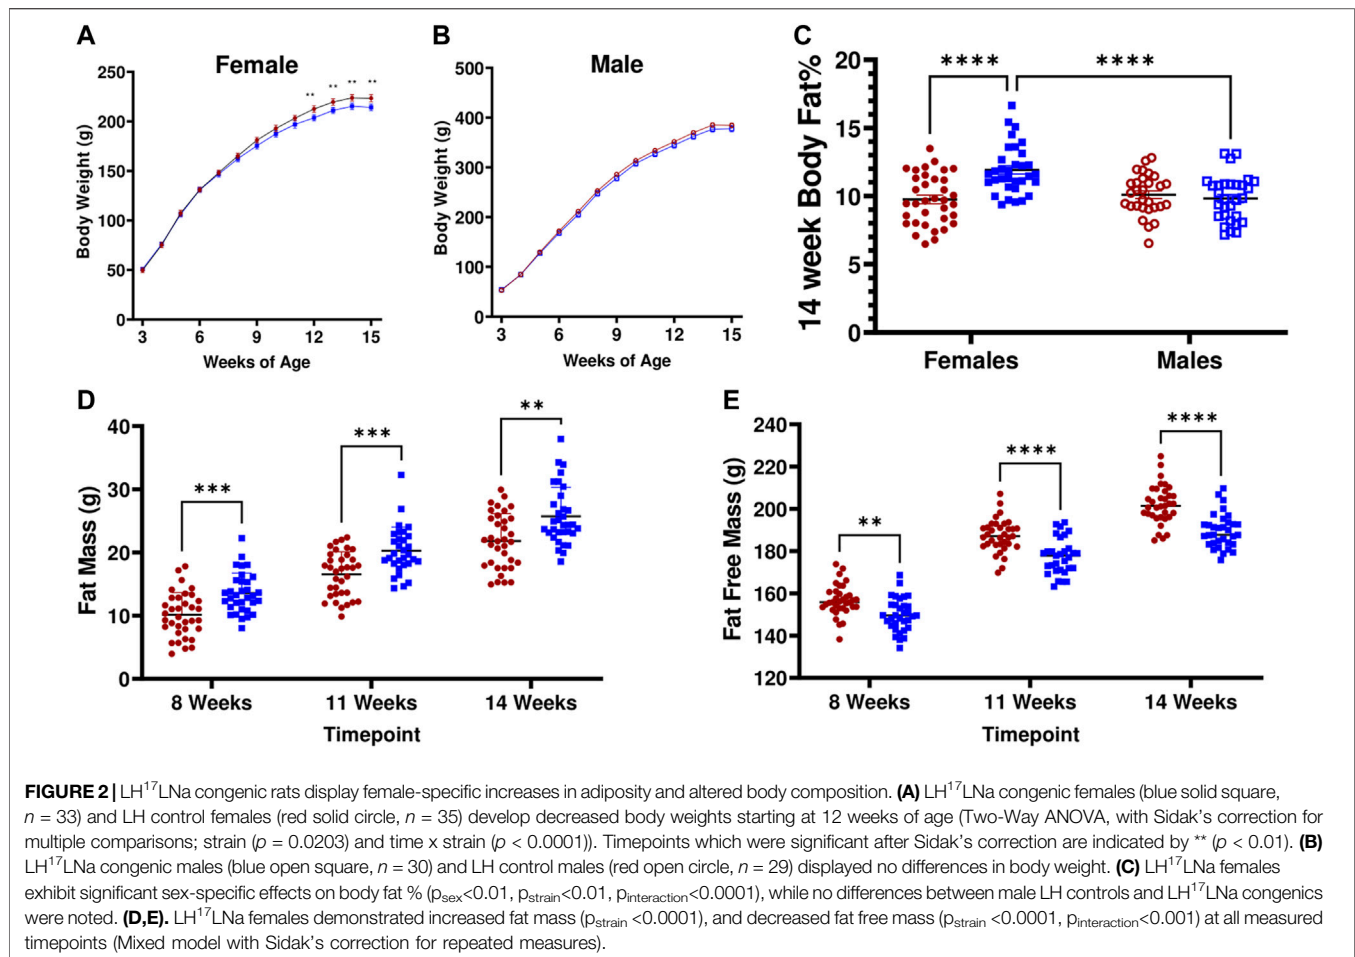 A
Female
250
200
150
100
50
0
Body Weight (g)
** ** ** **
3 6 9 12 15
Weeks of Age
B
Male
500
400
300
200
100
0
Body Weight (g)
3 6 9 12 15
Weeks of Age
C
20
15
10
5
0
14 week Body Fat%
**** ****
Females Males
D
40
30
20
10
0
Fat Mass (g)
*** *** **
8 Weeks 11 Weeks 14 Weeks
Timepoint
E
240
220
200
180
160
140
120
Fat Free Mass (g)
** **** ****
8 Weeks 11 Weeks 14 Weeks
Timepoint
FIGURE 2 | LH17LNa congenic rats display female-specific increases in adiposity and altered body composition. (A) LH17LNa congenic females (blue solid square,
n = 33) and LH control females (red solid circle, n = 35) develop decreased body weights starting at 12 weeks of age (Two-Way ANOVA, with Sidak's correction for
multiple comparisons; strain (p = 0.0203) and time x strain (p < 0.0001)). Timepoints which were significant after Sidak's correction are indicated by ** (p < 0.01). (B)
LH17LNa congenic males (blue open square, n = 30) and LH control males (red open circle, n = 29) displayed no differences in body weight. (C) LH17LNa females
exhibit significant sex-specific effects on body fat % (psex<0.01, pstrain<0.01, pinteraction<0.0001), while no differences between male LH controls and LH17LNa congenics
were noted. (D,E). LH17LNa females demonstrated increased fat mass (pstrain <0.0001), and decreased fat free mass (pstrain <0.0001, pinteraction<0.001) at all measured
timepoints (Mixed model with Sidak's correction for repeated measures).